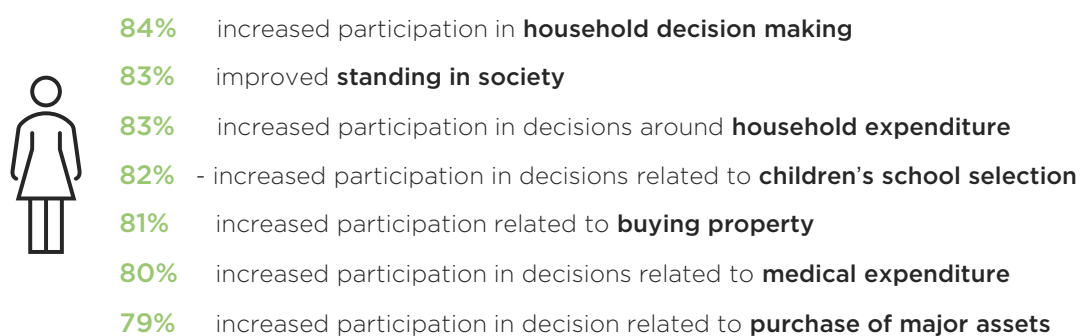 84% increased participation in household decision making
83% improved standing in society
83% increased participation in decisions around household expenditure
82% - increased participation in decisions related to children's school selection
81% increased participation related to buying property
80% increased participation in decisions related to medical expenditure
79% increased participation in decision related to purchase of major assets